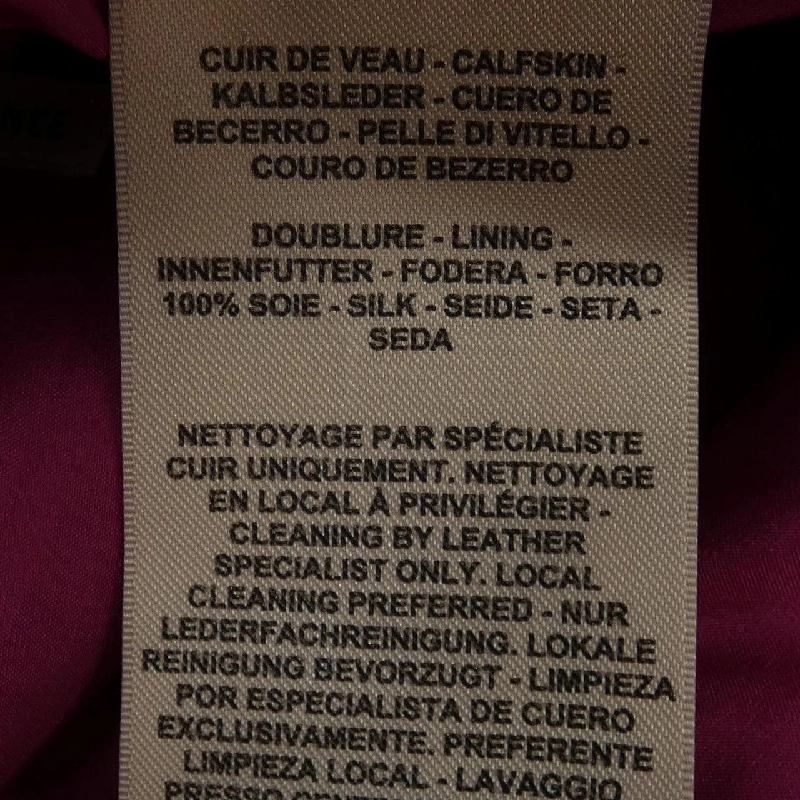 CUIR DE VEAU - CALFSKIN -
KALBSLEDER - CUERO DE
BECERRO - PELLE DI VITELLO -
COURO DE BEZERRO
DOUBLURE - LINING -
INNENFUTTER - FODERA - FORRO
100% SOIE - SILK - SEIDE - SETA -
SEDA
NETTOYAGE PAR SPÉCIALISTE
CUIR UNIQUEMENT. NETTOYAGE
EN LOCAL À PRIVILÉGIER -
CLEANING BY LEATHER
SPECIALIST ONLY. LOCAL
CLEANING PREFERRED - NUR
LEDERFACHREINIGUNG. LOKALE
REINIGUNG BEVORZUGT - LIMPIEZA
POR ESPECIALISTA DE CUERO
EXCLUSIVAMENTE. PREFERENTE
LIMPIEZA LOCAL - LAVAGGIO
PRESSO